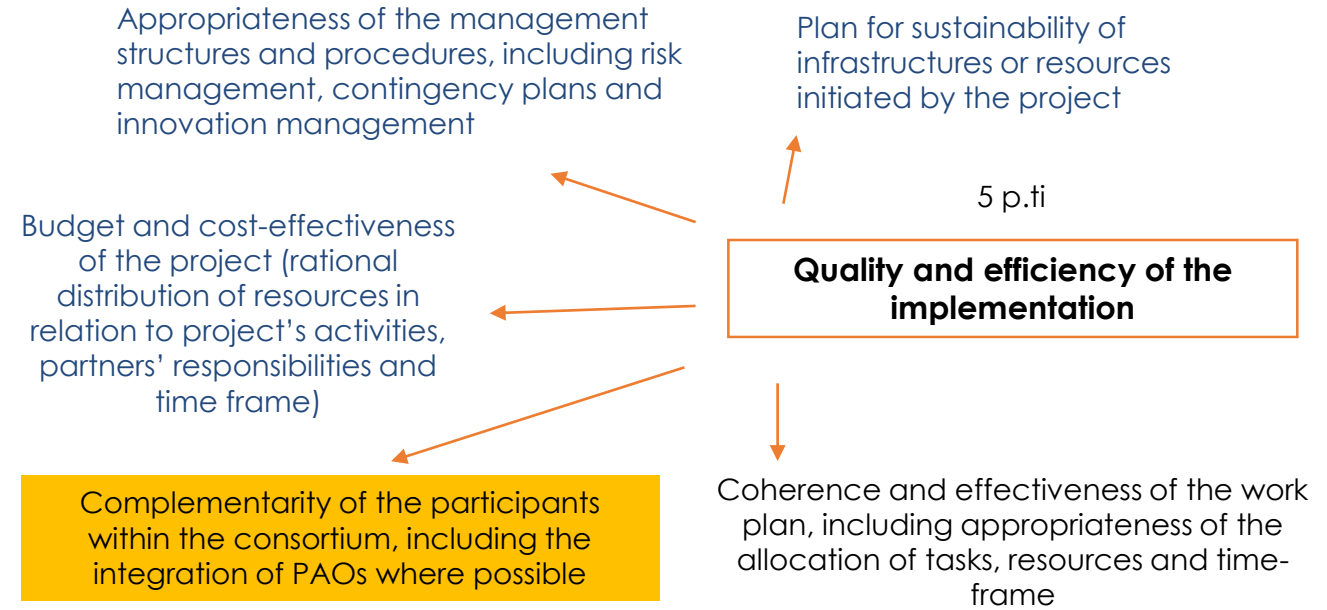 Appropriateness of the management
structures and procedures, including risk
management, contingency plans and
innovation management
Plan for sustainability of
infrastructures or resources
initiated by the project
5 p.ti
Quality and efficiency of the
implementation
Budget and cost-effectiveness
of the project (rational
distribution of resources in
relation to project’s activities,
partners’ responsibilities and
time frame)
Complementarity of the participants
within the consortium, including the
integration of PAOs where possible
Coherence and effectiveness of the work
plan, including appropriateness of the
allocation of tasks, resources and time-
frame